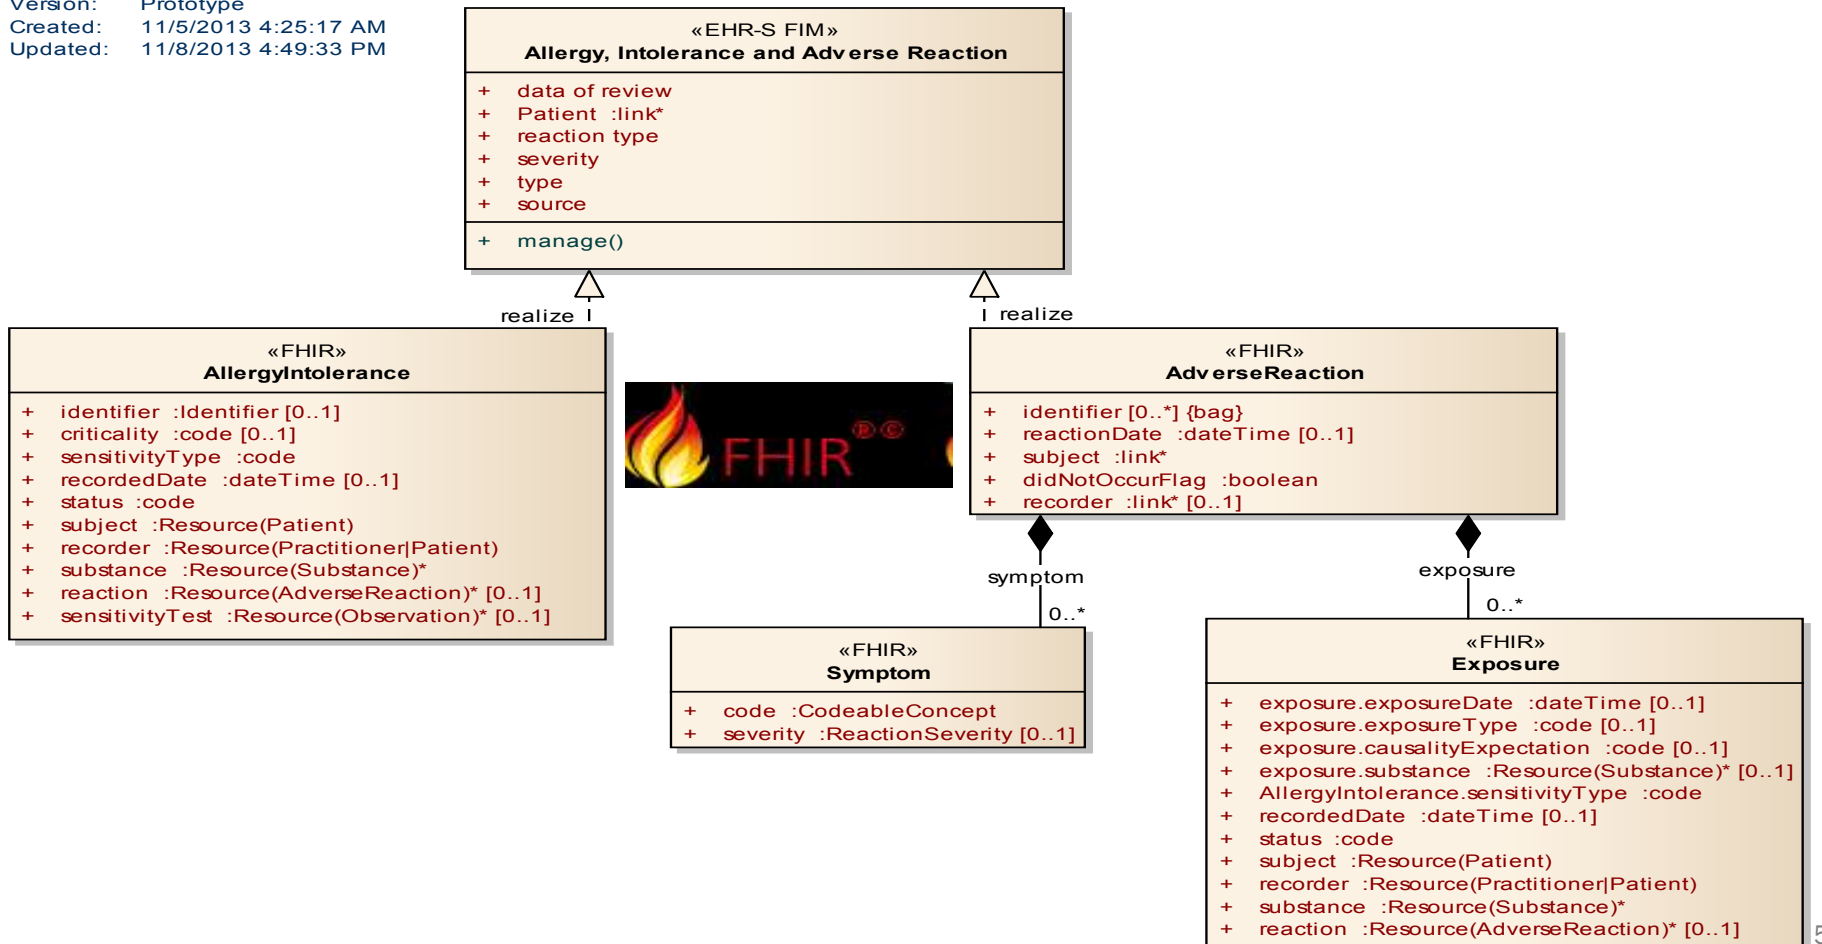 Version: Prototype
Created: 11/5/2013 4:25:17 AM
Updated: 11/8/2013 4:49:33 PM
«EHR-S FIM»
Allergy, Intolerance and Adverse Reaction
+ data of review
+ Patient :link*
+ reaction type
+ severity
+ type
+ source
+ manage()
realize
realize
«FHIR»
AllergyIntolerance
+ identifier :Identifier [0..1]
+ criticality :code [0..1]
+ sensitivityType :code
+ recordedDate :dateTime [0..1]
+ status :code
+ subject :Resource(Patient)
+ recorder :Resource(Practitioner|Patient)
+ substance :Resource(Substance)*
+ reaction :Resource(AdverseReaction)* [0..1]
+ sensitivityTest :Resource(Observation)* [0..1]
FHIR®©
«FHIR»
AdverseReaction
+ identifier [0..*] {bag}
+ reactionDate :dateTime [0..1]
+ subject :link*
+ didNotOccurFlag :boolean
+ recorder :link* [0..1]
symptom
0..*
exposure
0..*
«FHIR»
Symptom
+ code :CodeableConcept
+ severity :ReactionSeverity [0..1]
«FHIR»
Exposure
+ exposure.exposureDate :dateTime [0..1]
+ exposure.exposureType :code [0..1]
+ exposure.causalityExpectation :code [0..1]
+ exposure.substance :Resource(Substance)* [0..1]
+ AllergyIntolerance.sensitivityType :code
+ recordedDate :dateTime [0..1]
+ status :code
+ subject :Resource(Patient)
+ recorder :Resource(Practitioner|Patient)
+ substance :Resource(Substance)*
+ reaction :Resource(AdverseReaction)* [0..1]
5